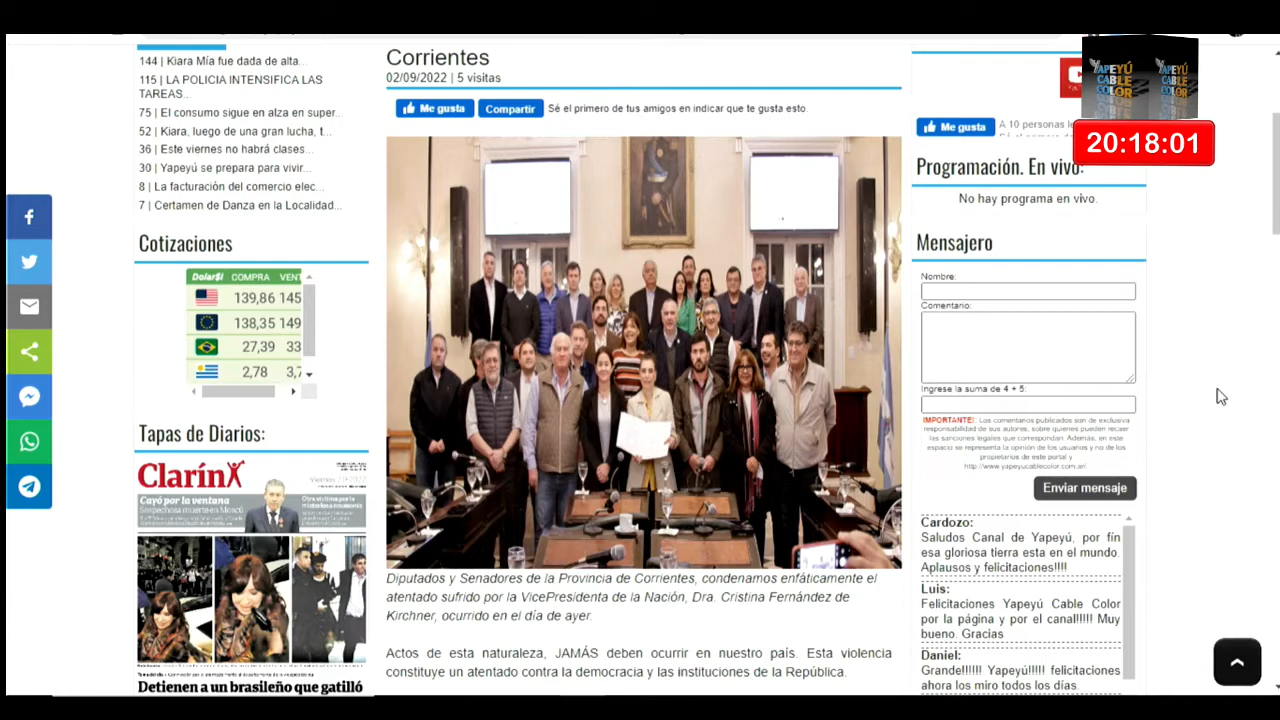 144 | Kiara Mía fue dada de alta...
115 | LA POLICIA INTENSIFICA LAS
TAREAS...
75 | El consumo sigue en alza en super...
52 | Kiara, luego de una gran lucha, t...
36 | Este viernes no habrá clases...
30 | Yapeyú se prepara para vivir...
8 | La facturación del comercio elec...
7 | Certamen de Danza en la Localidad...
Cotizaciones
Dolar$i COMPRA VENT
139,86 145
138,35 149
27,39 33
2,78 3,7
Tapas de Diarios:
Clarín
Cayó por la ventana
Sospechosa muerte en Moscú
Detienen a un brasileño que gatilló
Corrientes
02/09/2022 | 5 visitas
Me gusta Compartir Sé el primero de tus amigos en indicar que te gusta esto.
Diputados y Senadores de la Provincia de Corrientes, condenamos enfáticamente el
atentado sufrido por la VicePresidenta de la Nación, Dra. Cristina Fernández de
Kirchner, ocurrido en el día de ayer.
Actos de esta naturaleza, JAMÁS deben ocurrir en nuestro país. Esta violencia
constituye un atentado contra la democracia y las instituciones de la República.
YAPEYÚ CABLE COLOR
YAPEYÚ CABLE COLOR
20:18:01
Me gusta A 10 personas le
Programación. En vivo:
No hay programa en vivo.
Mensajero
Nombre:
Comentario:
Ingrese la suma de 4 + 5:
IMPORTANTE!: Los comentarios publicados son de exclusiva
responsabilidad de sus autores, sobre quienes pueden recaer
las sanciones legales que correspondan. Además, en este
espacio se representa la opinión de los usuarios y no de los
propietarios de este portal y
http://www.yapeyucablecolor.com.ar/.
Enviar mensaje
Cardozo:
Saludos Canal de Yapeyú, por fín
esa gloriosa tierra esta en el mundo.
Aplausos y felicitaciones!!!!
Luis:
Felicitaciones Yapeyú Cable Color
por la página y por el canal!!!!! Muy
bueno. Gracias
Daniel:
Grande!!!!!! Yapeyú!!!!! felicitaciones
ahora los miro todos los días.